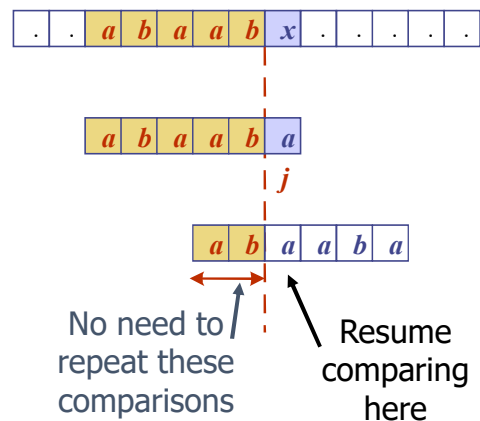 . . a b a a b x . . . . .
a b a a b a
j
a b a a b a
No need to
repeat these
comparisons
Resume
comparing
here